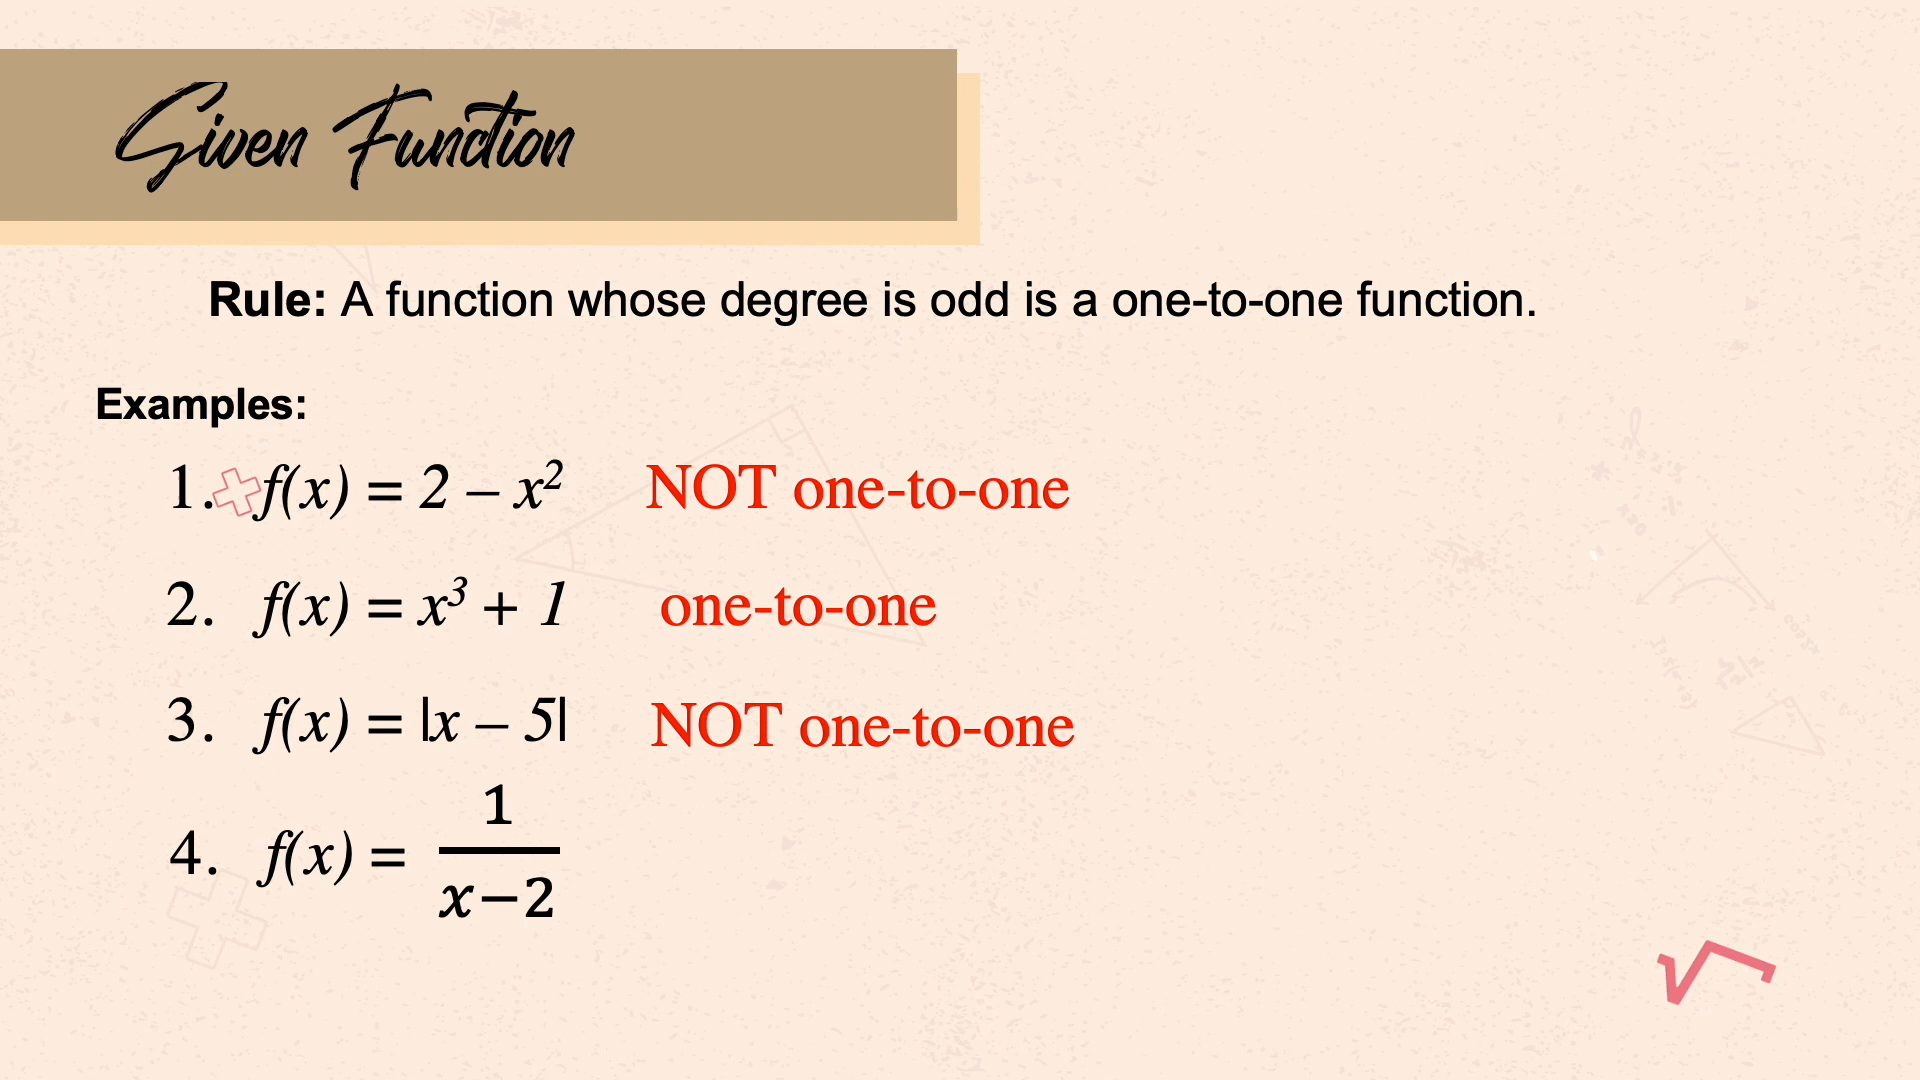 Given Function
Rule: A function whose degree is odd is a one-to-one function.
Examples:
1. f(x) = 2 – x² NOT one-to-one
2. f(x) = x³ + 1 one-to-one
3. f(x) = |x – 5| NOT one-to-one
4. f(x) = 1/(x−2)